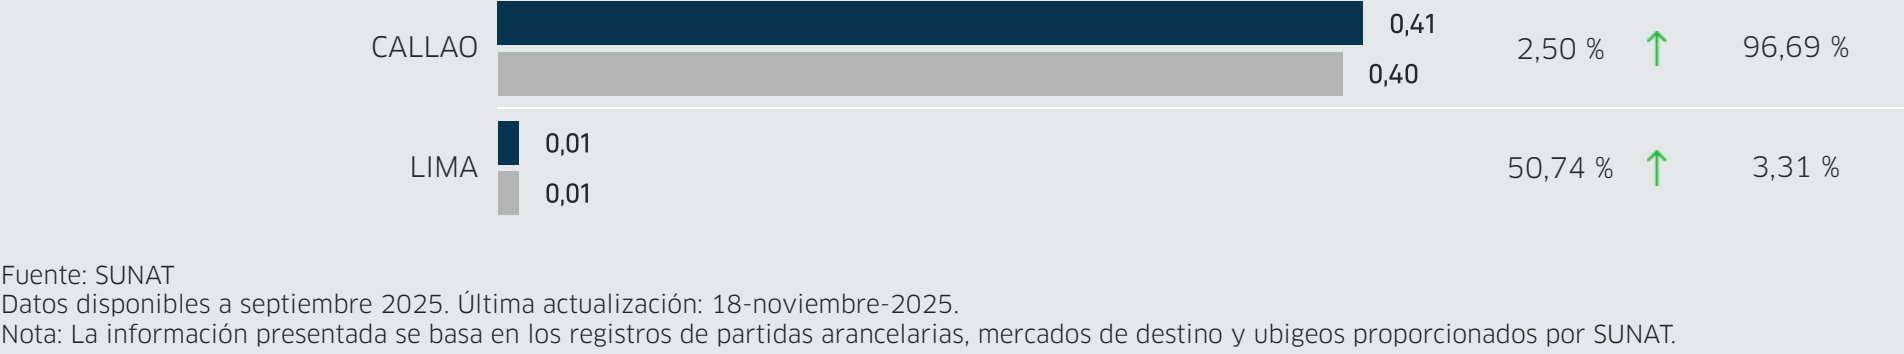 0,41
CALLAO
2,50 % ↑ 96,69 %
0,40
0,01
LIMA
50,74 % ↑ 3,31 %
0,01
Fuente: SUNAT
Datos disponibles a septiembre 2025. Última actualización: 18-noviembre-2025.
Nota: La información presentada se basa en los registros de partidas arancelarias, mercados de destino y ubigeos proporcionados por SUNAT.